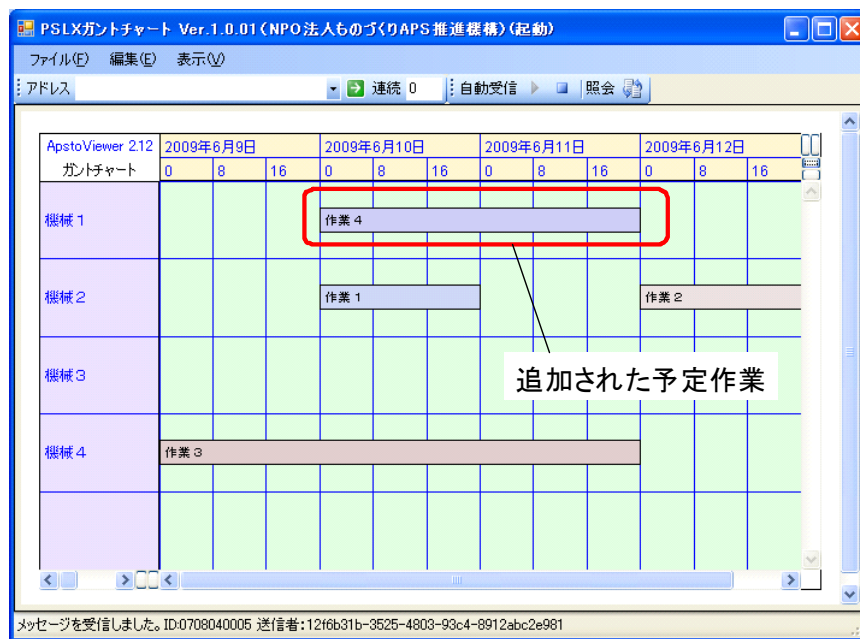 PSLXガントチャート Ver.1.0.01(NPO法人ものづくりAPS推進機構)(起動)
ファイル(F) 編集(E) 表示(V)
アドレス 連続 0 自動受信 照会
ApstoViewer 2.12 2009年6月9日 2009年6月10日 2009年6月11日 2009年6月12日
ガントチャート 0 8 16 0 8 16 0 8 16 0 8 16
機械1 作業4
機械2 作業1 作業2
追加された予定作業
機械3
機械4 作業3
メッセージを受信しました。ID:0708040005 送信者:12f6b31b-3525-4803-93c4-8912abc2e981